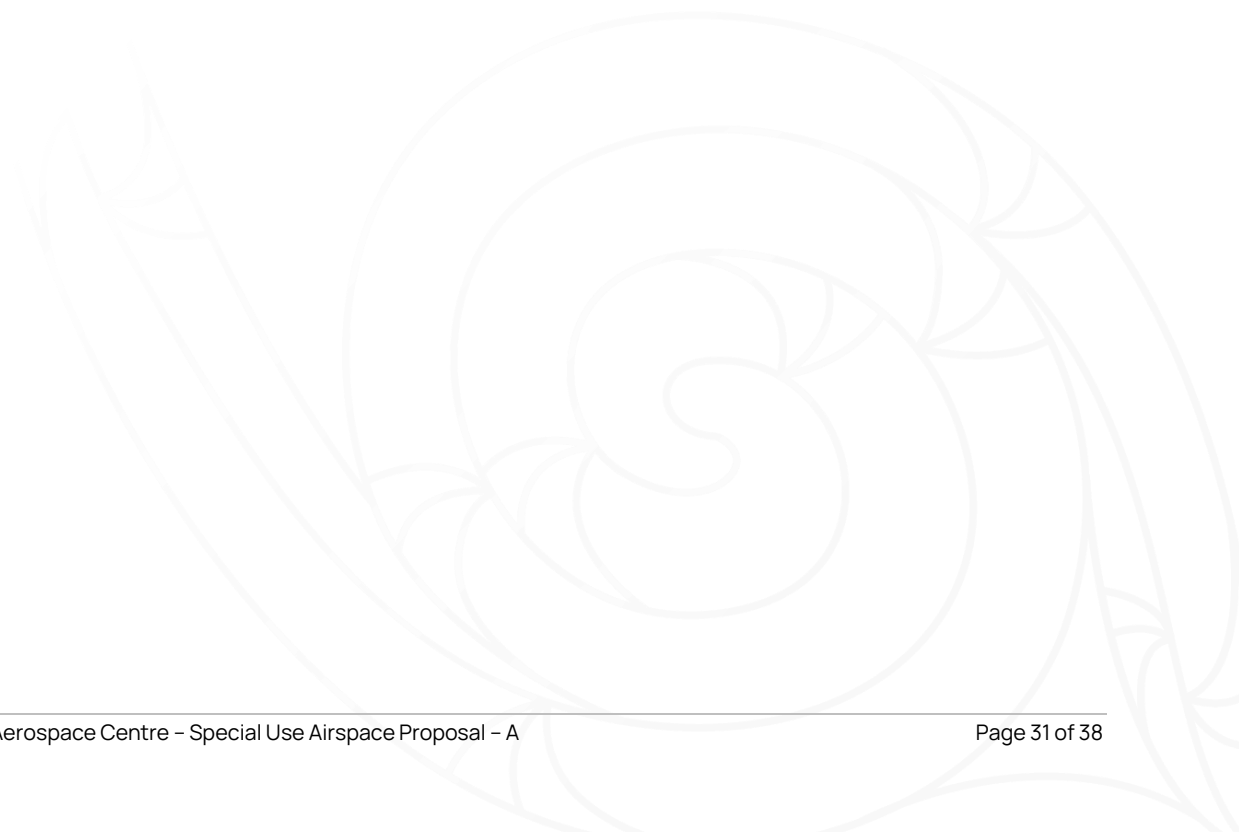 Aerospace Centre – Special Use Airspace Proposal – A
Page 31 of 38